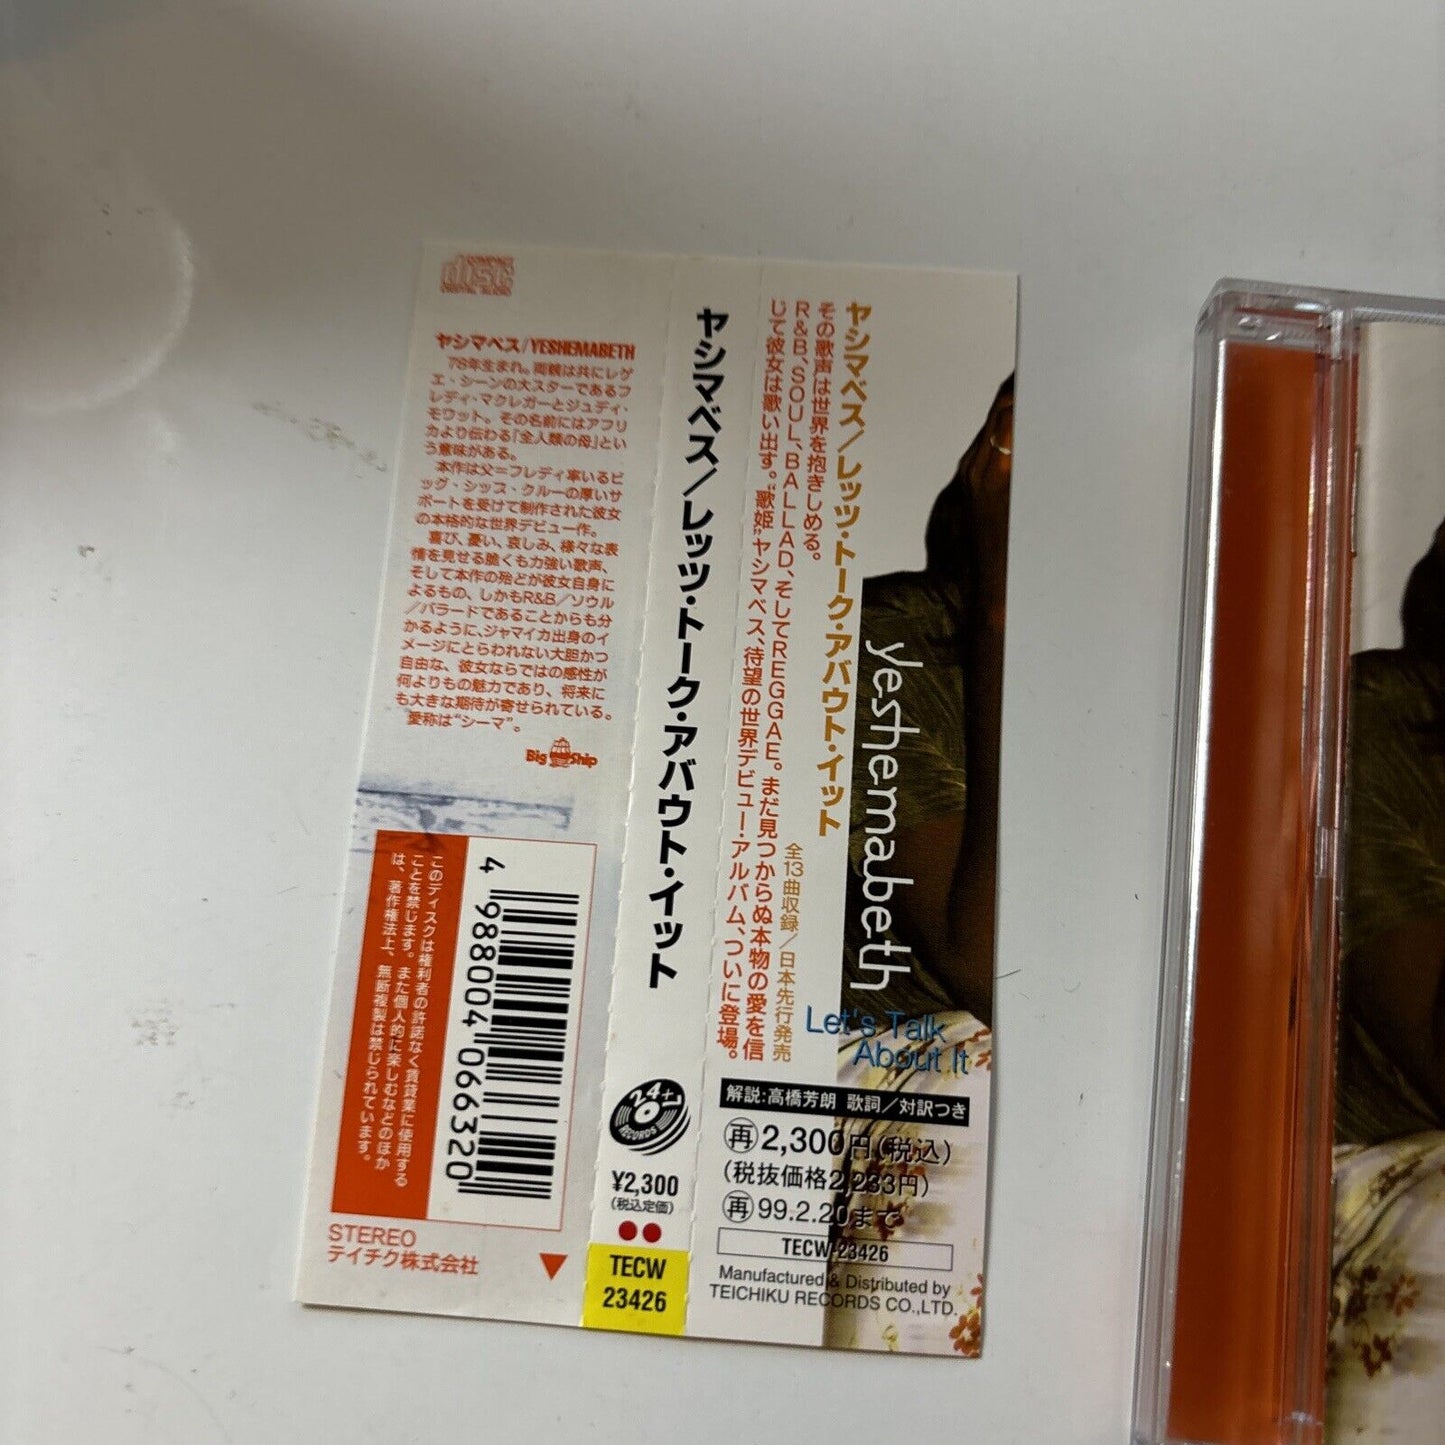 COMPACT
disc
DIGITAL AUDIO
ヤシマベス/YESHEMABETH
'78年生まれ。両親は共にレゲ
エ・シーンの大スターであるフ
レディ・マクレガーとジュディ・
モワット。その名前にはアフリ
カより伝わる「全人類の母」とい
う意味がある。
本作は父=フレディ率いるビ
ッグ・シップ・クルーの厚いサ
ポートを受けて制作された彼女
の本格的な世界デビュー作。
喜び、憂い、哀しみ、様々な表
情を見せる脆くも力強い歌声、
そして本作の殆とが彼女自身に
よるもの、しかもR&B/ソウル
/バラードであることからも分
かるように、ジャマイカ出身のイ
メージにとらわれない大胆かつ
自由な、彼女ならではの感性が
何よりもの魅力であり、将来に
も大きな期待が寄せられている。
愛称は“シーマ”。
Big Ship
このディスクは権利者の許諾なく賃貸業に使用する
ことを禁じます。また個人的に楽しむなどのほか
は、著作権法上、無断複製は禁じられています。
4 988004 066320
STEREO
テイチク株式会社
ヤシマベス/レッツ・トーク・アバウト・イット
24+7
RECORDS
¥2,300
(税込定価)
TECW
23426
ヤシマベス/レッツ・トーク・アバウト・イット
その歌声は世界を抱きしめる。
R&B、SOUL、BALLAD、そしてREGGAE。まだ見つからぬ本物の愛を信
じて彼女は歌い出す。“歌姫”ヤシマベス、待望の世界デビュー・アルバム、ついに登場。
全13曲収録/日本先行発売
yeshemabeth
Let's Talk
About It
解説:高橋芳朗 歌詞/対訳つき
再2,300円(税込)
(税抜価格2,233円)
再99.2.20まで
TECW-23426
Manufactured & Distributed by
TEICHIKU RECORDS CO.,LTD.